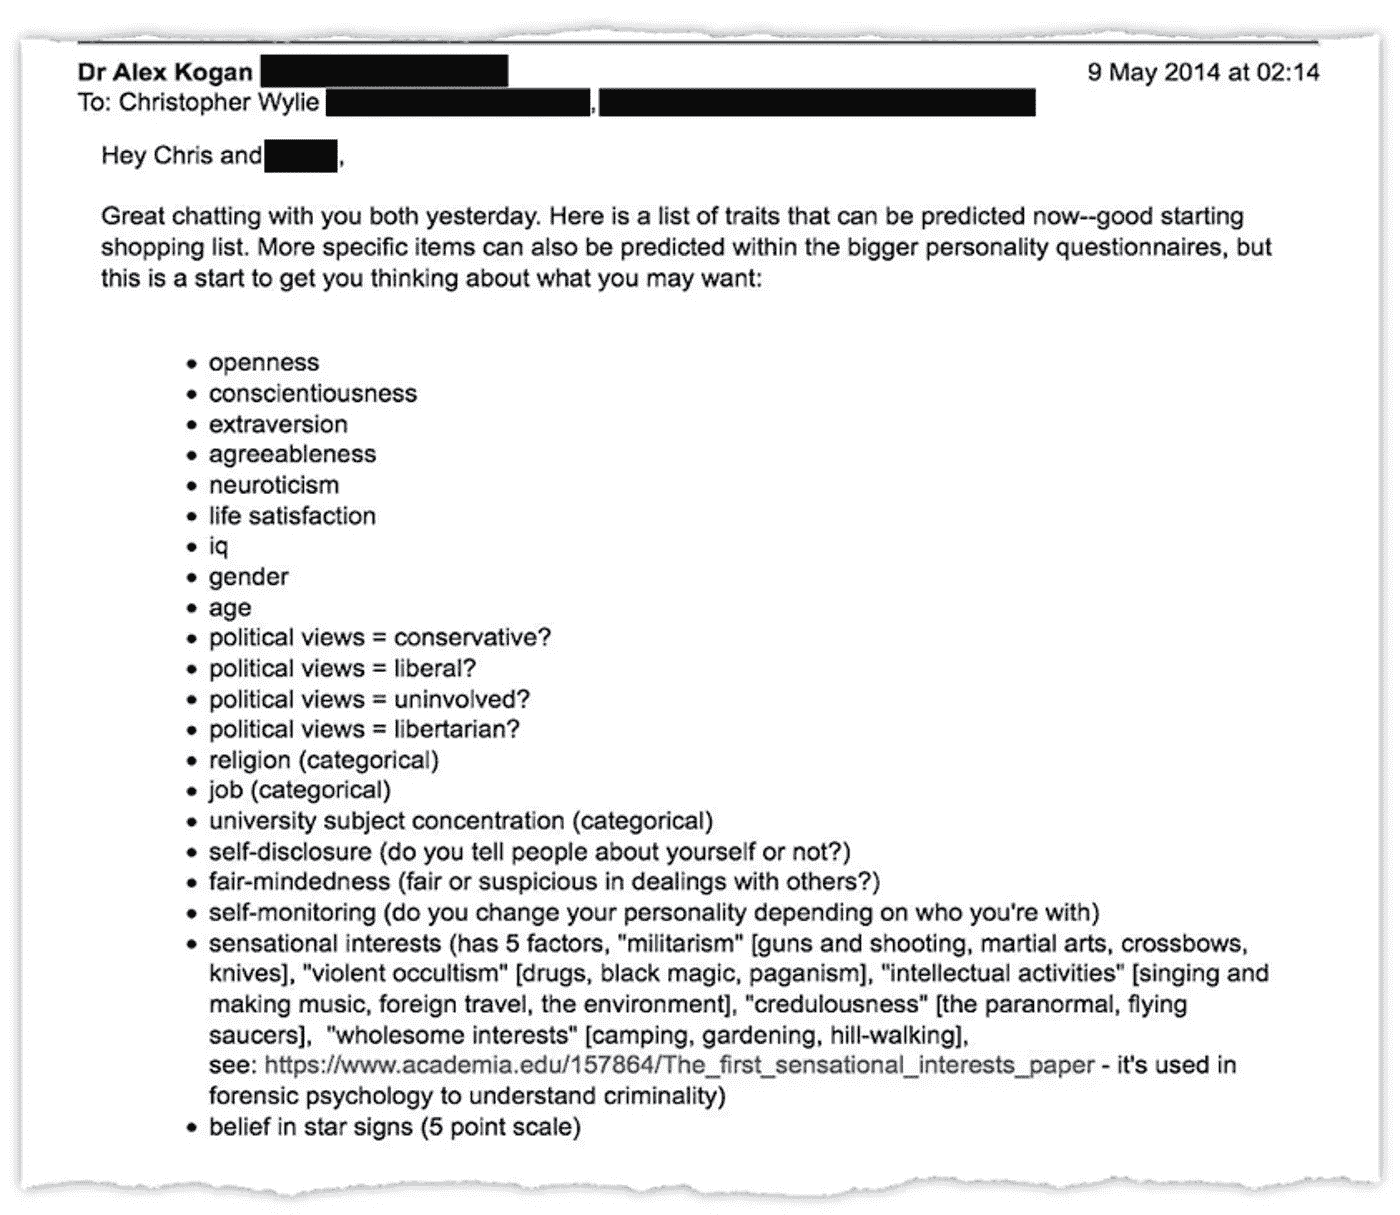 Dr Alex Kogan 9 May 2014 at 02:14
To: Christopher Wylie ,
Hey Chris and ,
Great chatting with you both yesterday. Here is a list of traits that can be predicted now--good starting
shopping list. More specific items can also be predicted within the bigger personality questionnaires, but
this is a start to get you thinking about what you may want:
• openness
• conscientiousness
• extraversion
• agreeableness
• neuroticism
• life satisfaction
• iq
• gender
• age
• political views = conservative?
• political views = liberal?
• political views = uninvolved?
• political views = libertarian?
• religion (categorical)
• job (categorical)
• university subject concentration (categorical)
• self-disclosure (do you tell people about yourself or not?)
• fair-mindedness (fair or suspicious in dealings with others?)
• self-monitoring (do you change your personality depending on who you're with)
• sensational interests (has 5 factors, "militarism" [guns and shooting, martial arts, crossbows,
knives], "violent occultism" [drugs, black magic, paganism], "intellectual activities" [singing and
making music, foreign travel, the environment], "credulousness" [the paranormal, flying
saucers], "wholesome interests" [camping, gardening, hill-walking],
see: https://www.academia.edu/157864/The_first_sensational_interests_paper - it's used in
forensic psychology to understand criminality)
• belief in star signs (5 point scale)